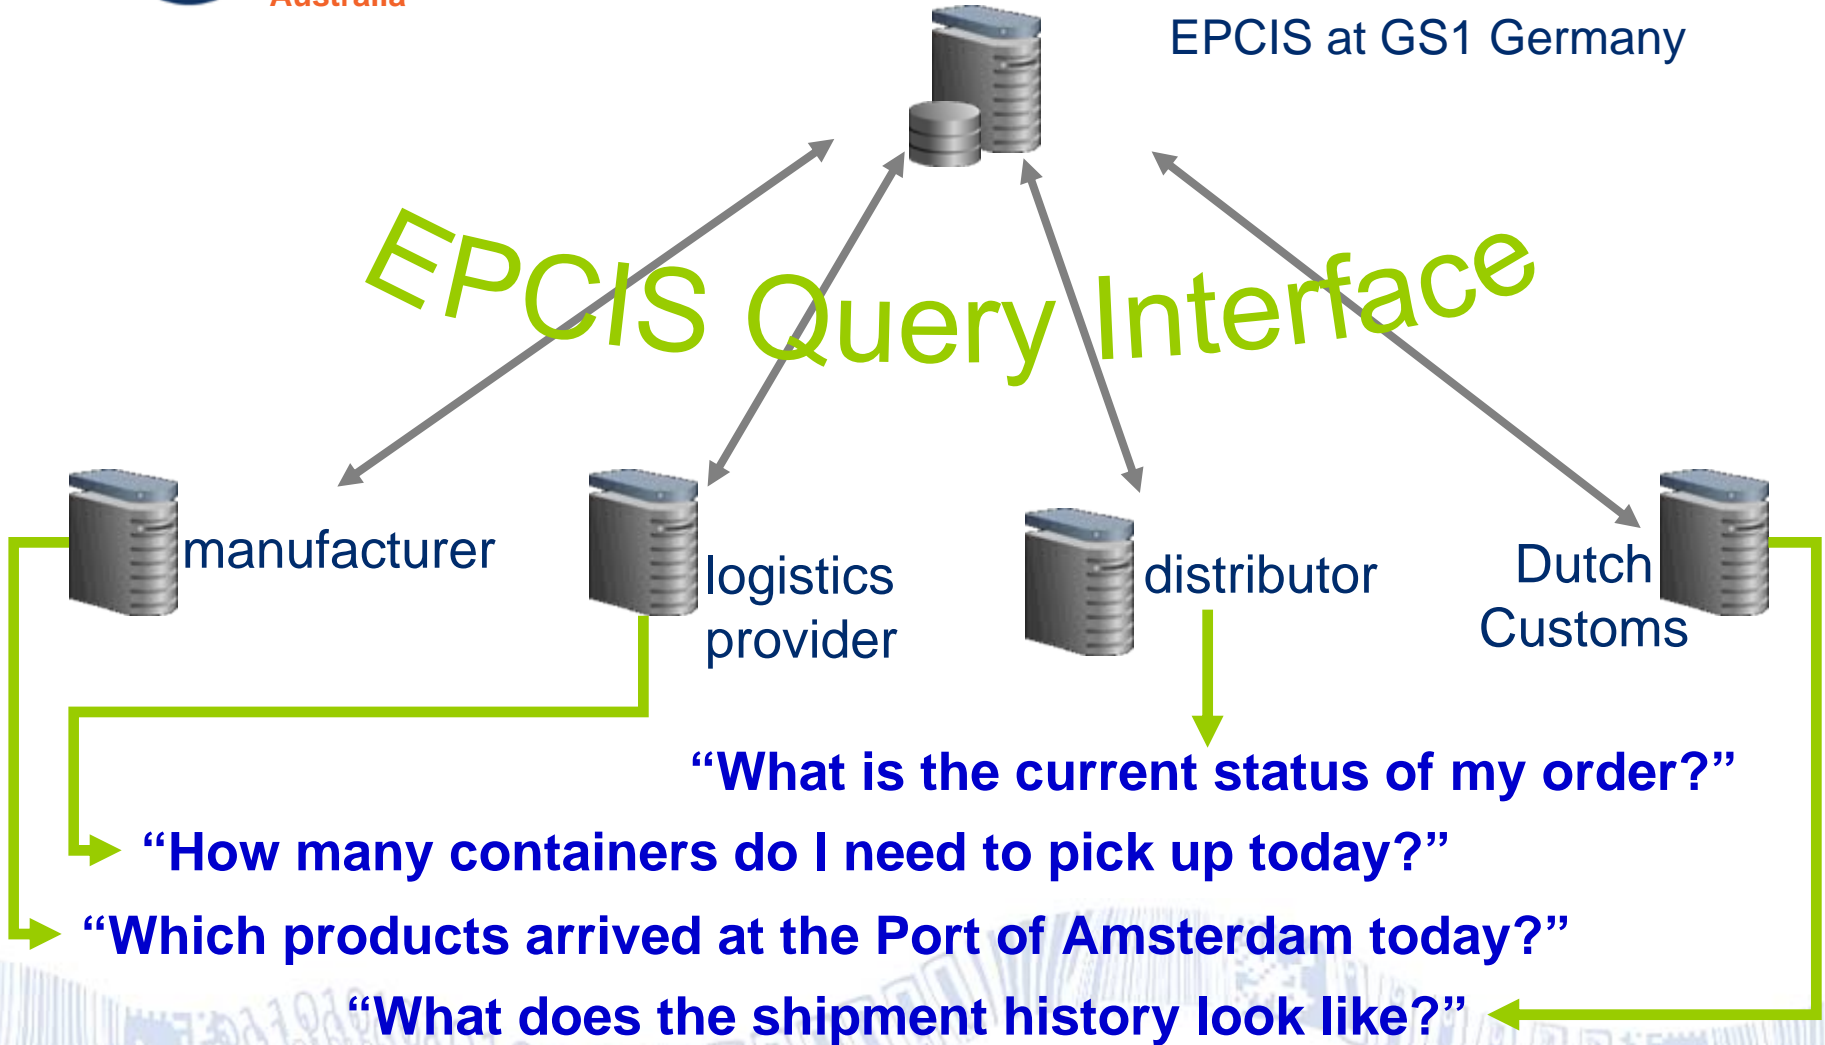 Australia
EPCIS at GS1 Germany
EPCIS Query Interface
manufacturer
logistics
provider
distributor
Dutch
Customs
“What is the current status of my order?”
“How many containers do I need to pick up today?”
“Which products arrived at the Port of Amsterdam today?”
“What does the shipment history look like?”